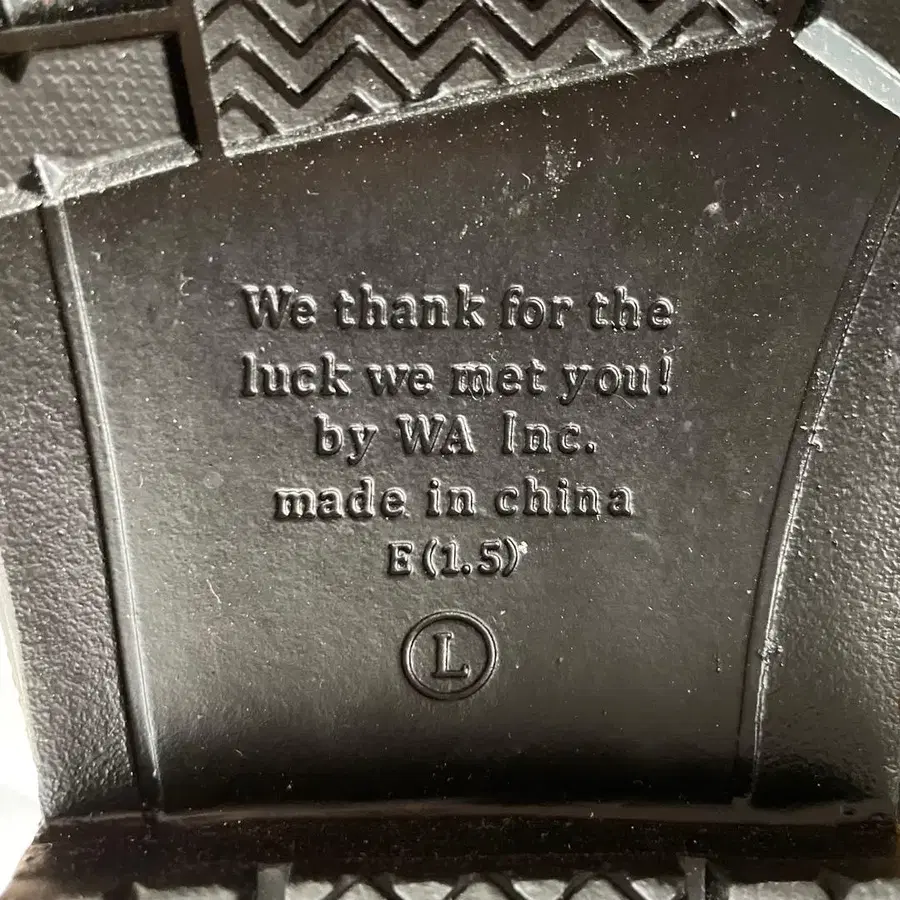 We thank for the
luck we met you!
by WA Inc.
made in china
E(1.5)
L